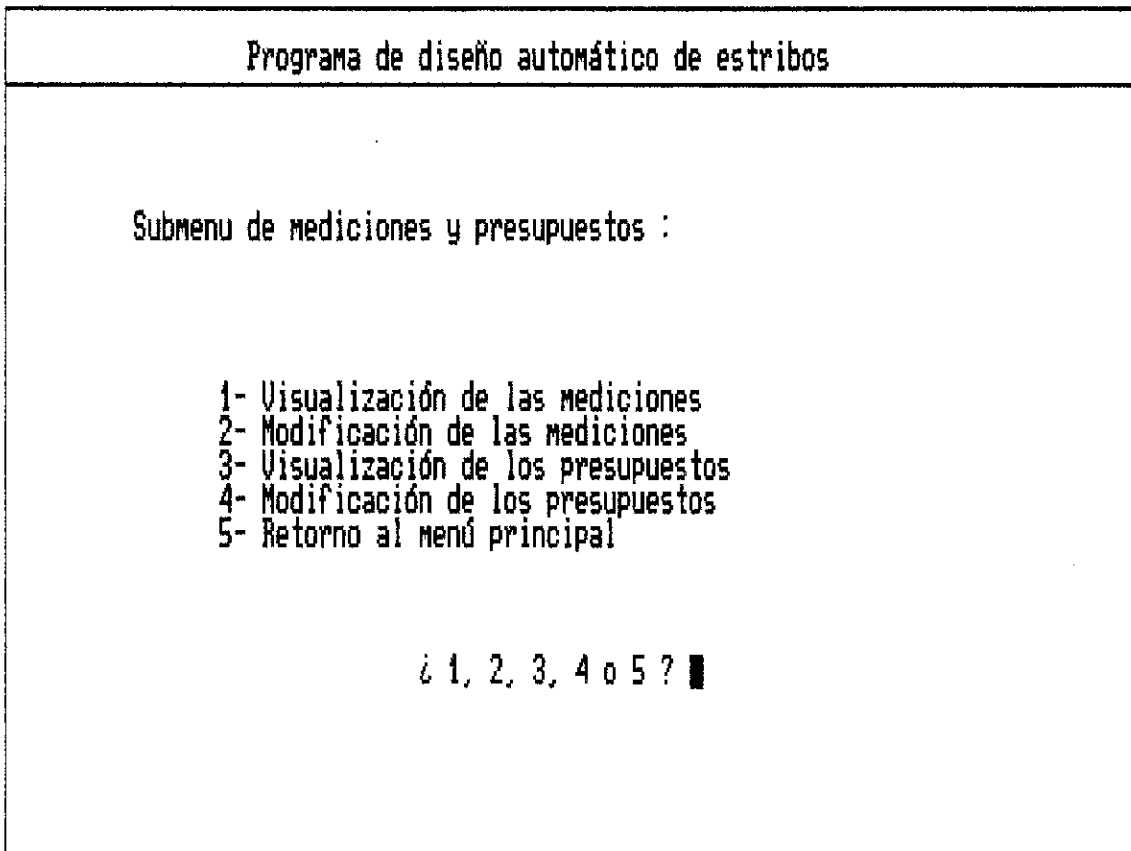 Programa de diseño automático de estribos
Submenu de mediciones y presupuestos :
1- Visualización de las mediciones
2- Modificación de las mediciones
3- Visualización de los presupuestos
4- Modificación de los presupuestos
5- Retorno al menú principal
¿ 1, 2, 3, 4 o 5 ?